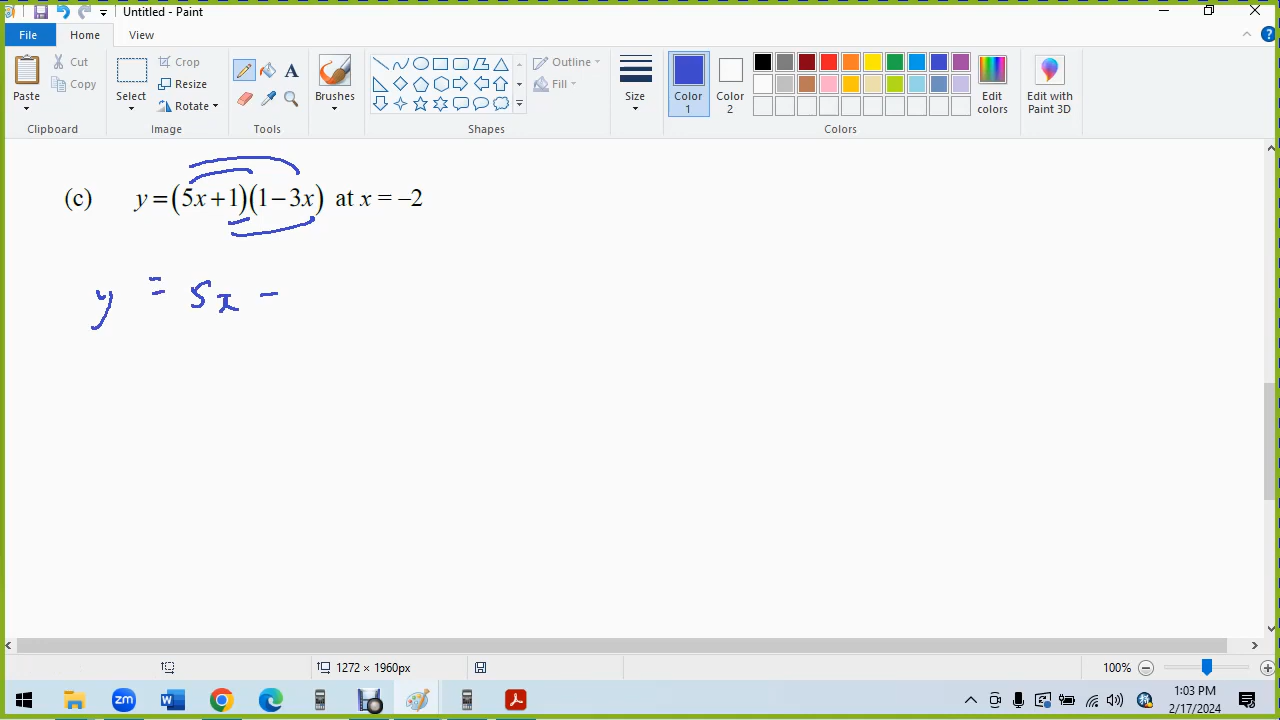 Untitled - Paint
File Home View
Paste
Cut
Copy
Clipboard
Select
Crop
Resize
Rotate
Image
A
Tools
Brushes
Outline
Fill
Shapes
Size
Color 1
Color 2
Edit colors
Colors
Edit with Paint 3D
(c) y = (5x + 1)(1 − 3x) at x = −2
y = 5x −
1272 × 1960px
100%
zm
W
1:03 PM
2/17/2024